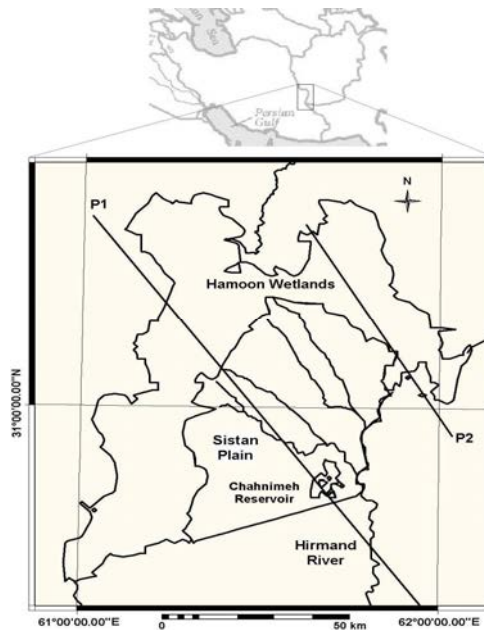 Sea
Persian
Gulf
P1
N
Hamoon Wetlands
31°00'00.00"N
Sistan
Plain
P2
Chahnimeh
Reservoir
Hirmand
River
61°00'00.00"E
62°00'00.00"E
0
50 km